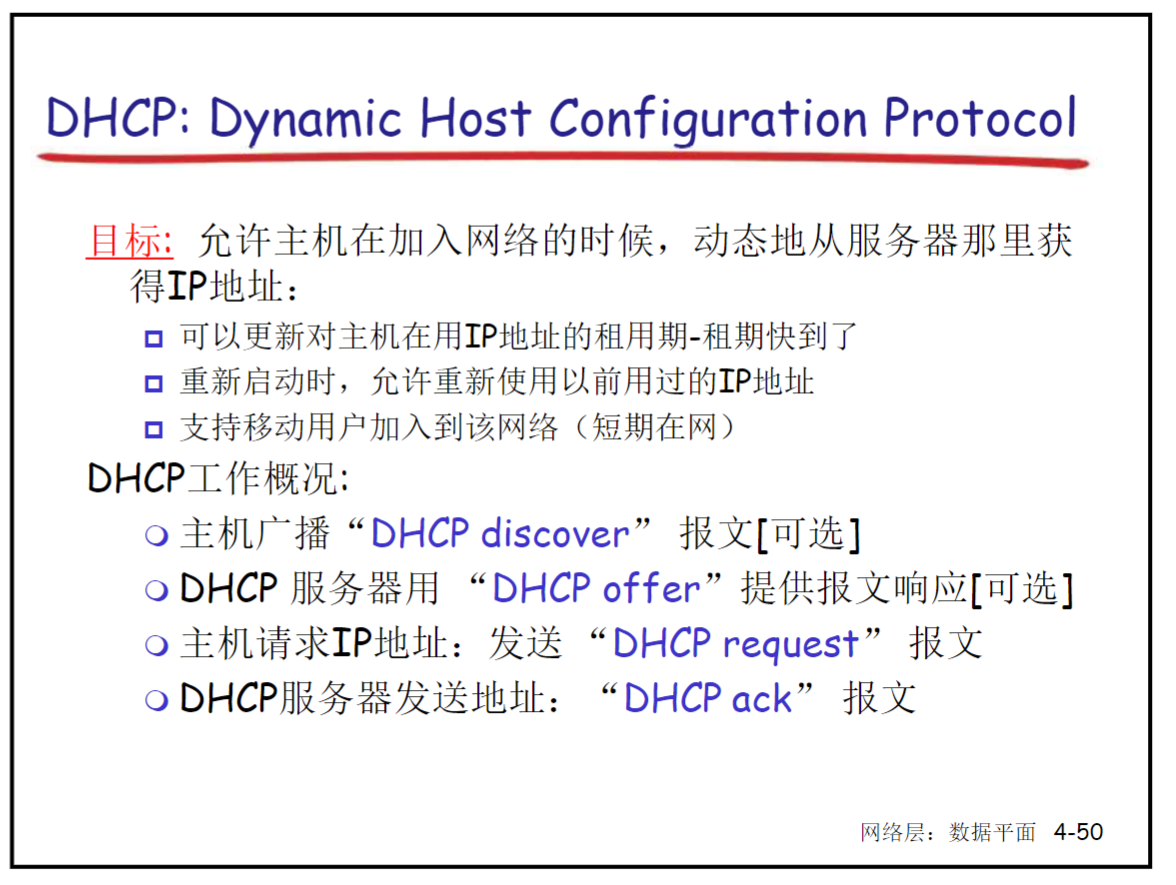 DHCP: Dynamic Host Configuration Protocol
目标: 允许主机在加入网络的时候，动态地从服务器那里获
得IP地址：
可以更新对主机在用IP地址的租用期-租期快到了
重新启动时，允许重新使用以前用过的IP地址
支持移动用户加入到该网络（短期在网）
DHCP工作概况:
主机广播“DHCP discover” 报文[可选]
DHCP 服务器用 “DHCP offer”提供报文响应[可选]
主机请求IP地址：发送 “DHCP request” 报文
DHCP服务器发送地址： “DHCP ack” 报文
网络层：数据平面 4-50